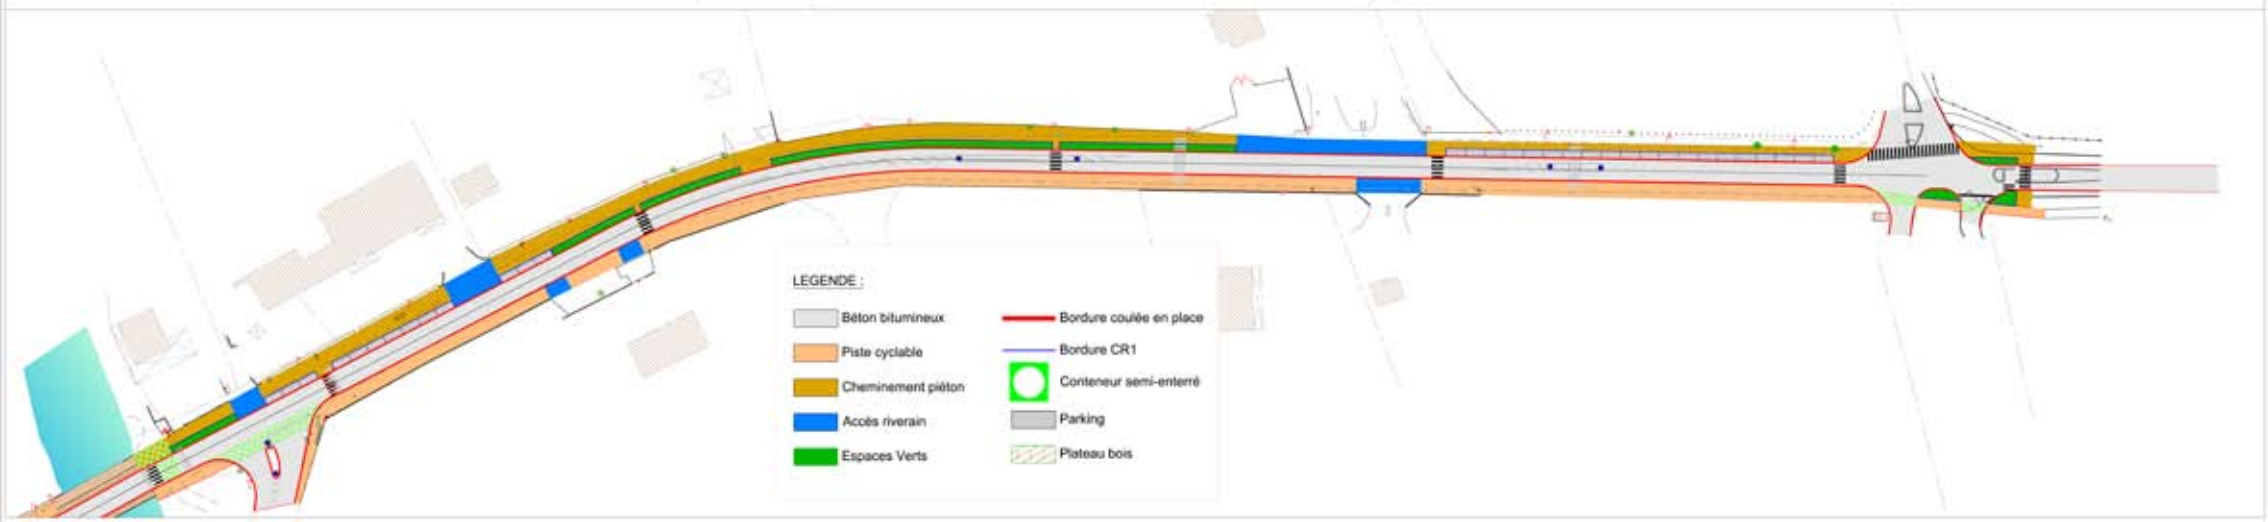 LEGENDE :
Béton bitumineux
Piste cyclable
Cheminement piéton
Accès riverain
Espaces Verts
Bordure coulée en place
Bordure CR1
Conteneur semi-enterré
Parking
Plateau bois